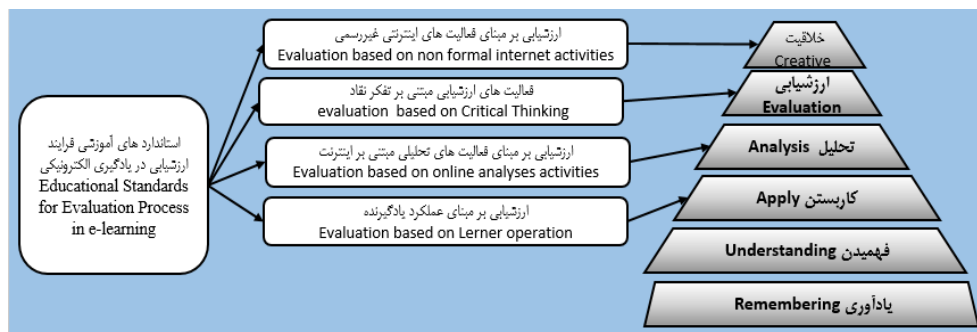 استاندارد های آموزشی فرایند
ارزشیابی در یادگیری الکترونیکی
Educational Standards
for Evaluation Process
in e-learning
ارزشیابی بر مبنای فعالیت های اینترنتی غیررسمی
Evaluation based on non formal internet activities
فعالیت های ارزشیابی مبتنی بر تفکر نقاد
evaluation based on Critical Thinking
ارزشیابی بر مبنای فعالیت های تحلیلی مبتنی بر اینترنت
Evaluation based on online analyses activities
ارزشیابی بر مبنای عملکرد یادگیرنده
Evaluation based on Lerner operation
خلاقیت
Creative
ارزشیابی
Evaluation
تحلیل Analysis
کاربستن Apply
فهمیدن Understanding
یادآوری Remembering